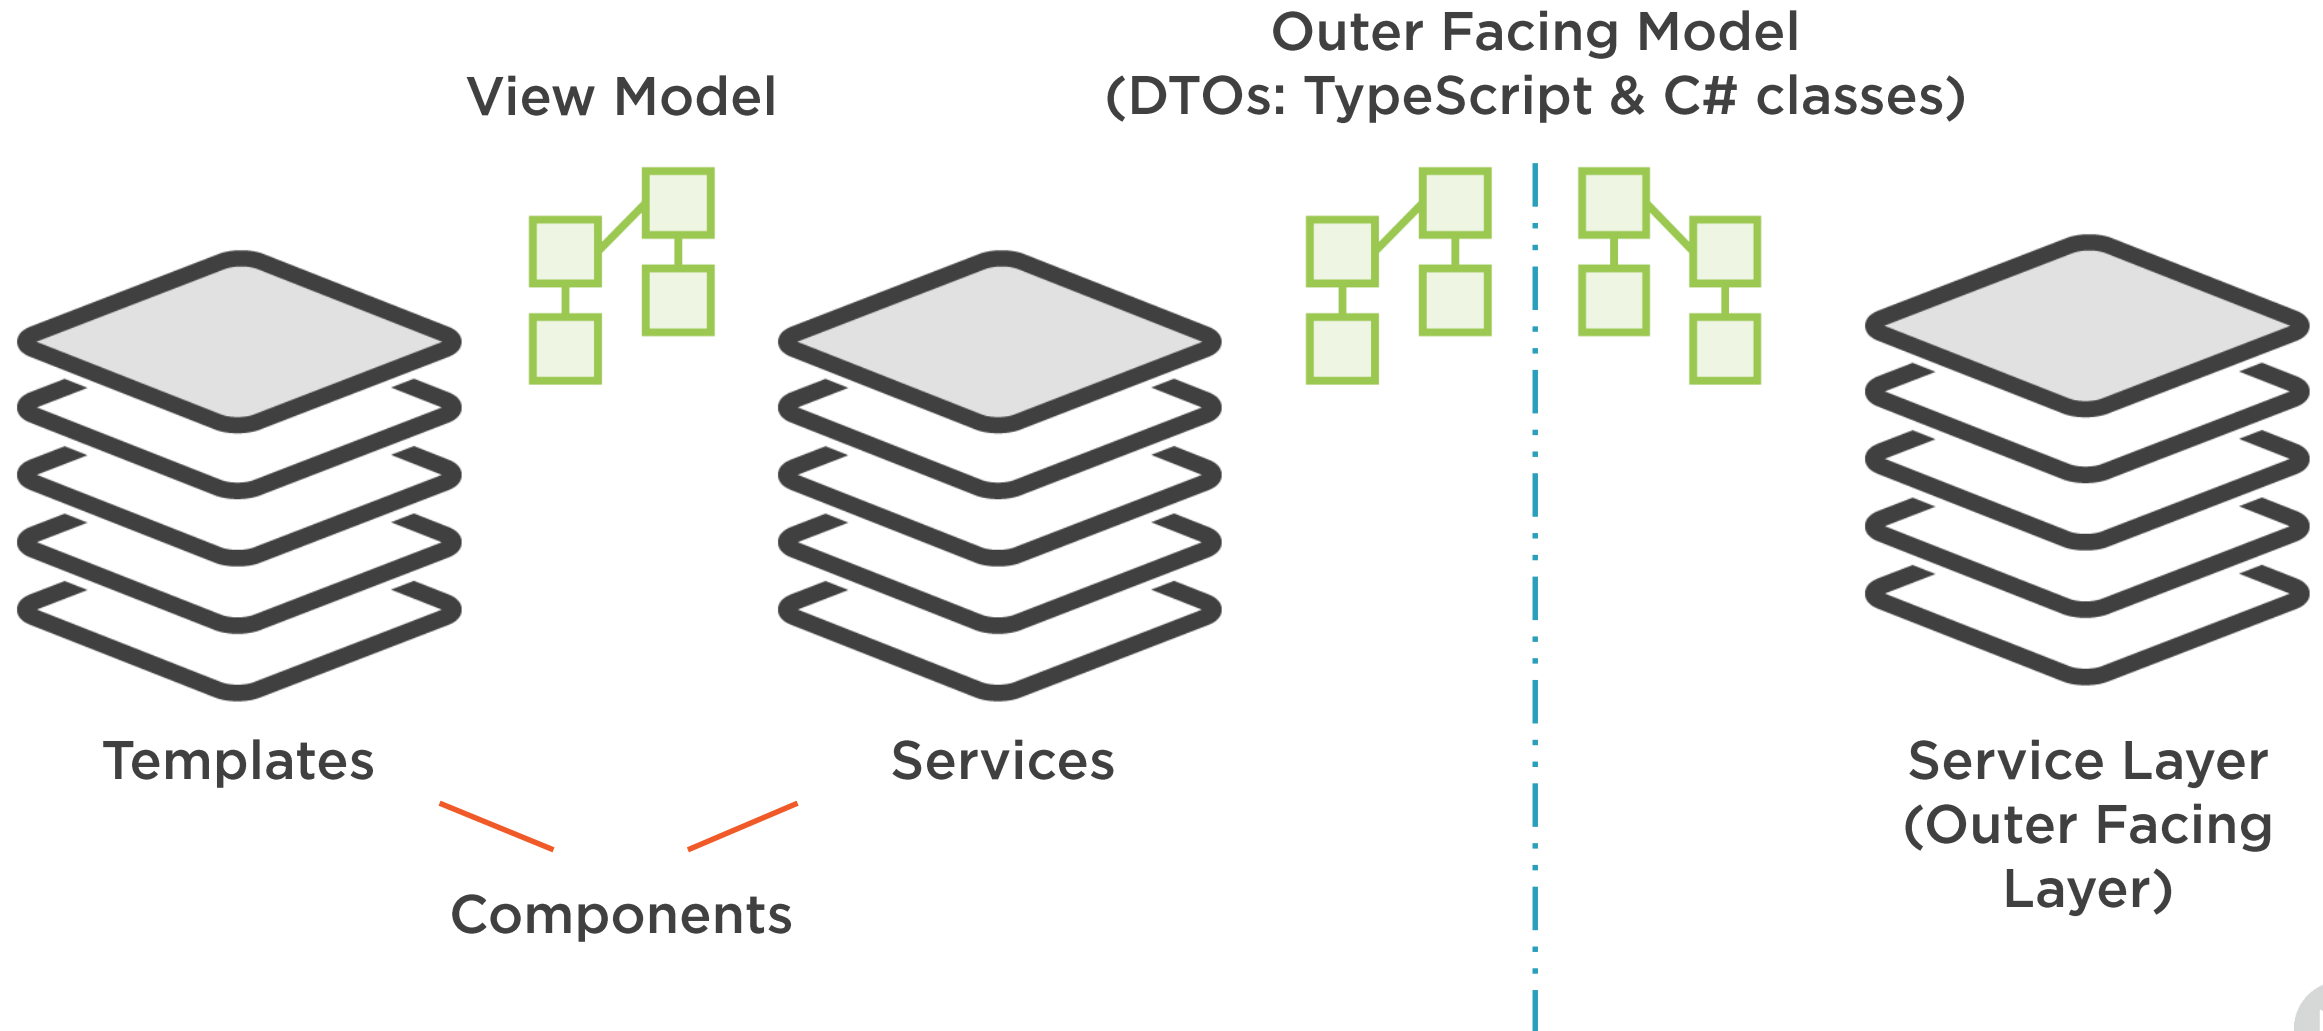 Outer Facing Model
View Model
(DTOs: TypeScript & C# classes)
Templates
Services
Service Layer
(Outer Facing
Layer)
Components